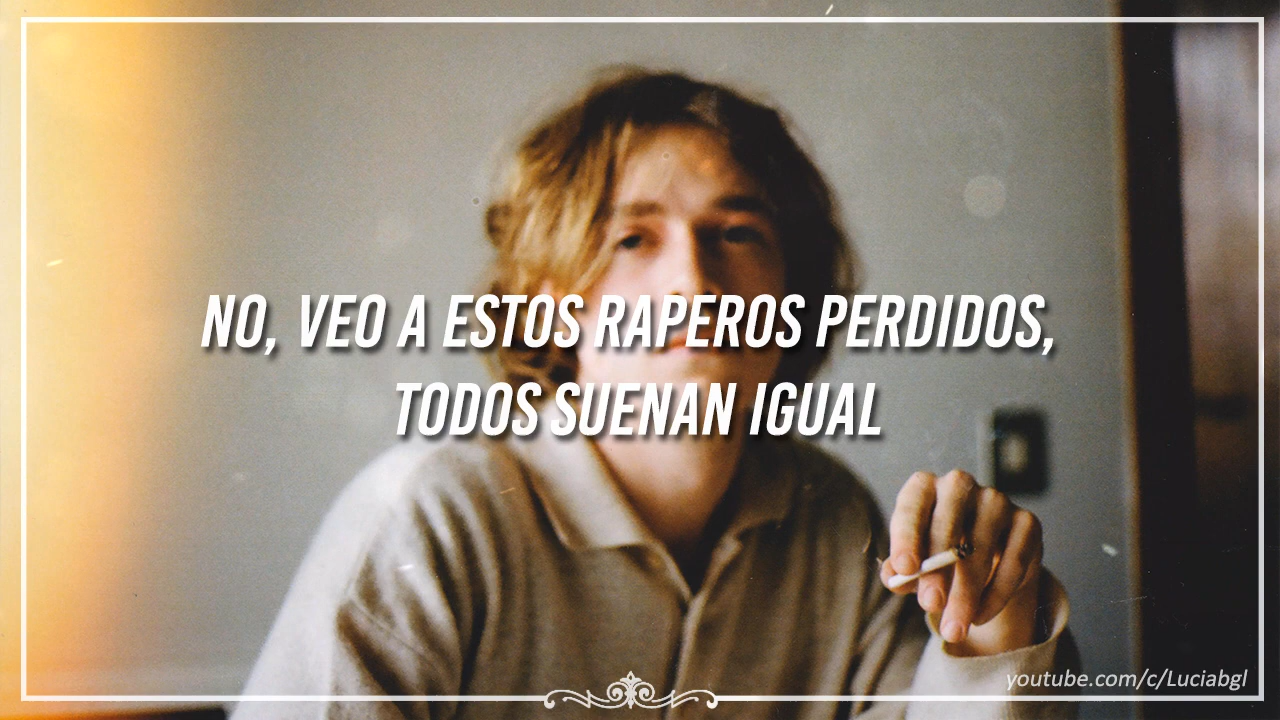 NO, VEO A ESTOS RAPEROS PERDIDOS,
TODOS SUENAN IGUAL
youtube.com/c/Luciabgl